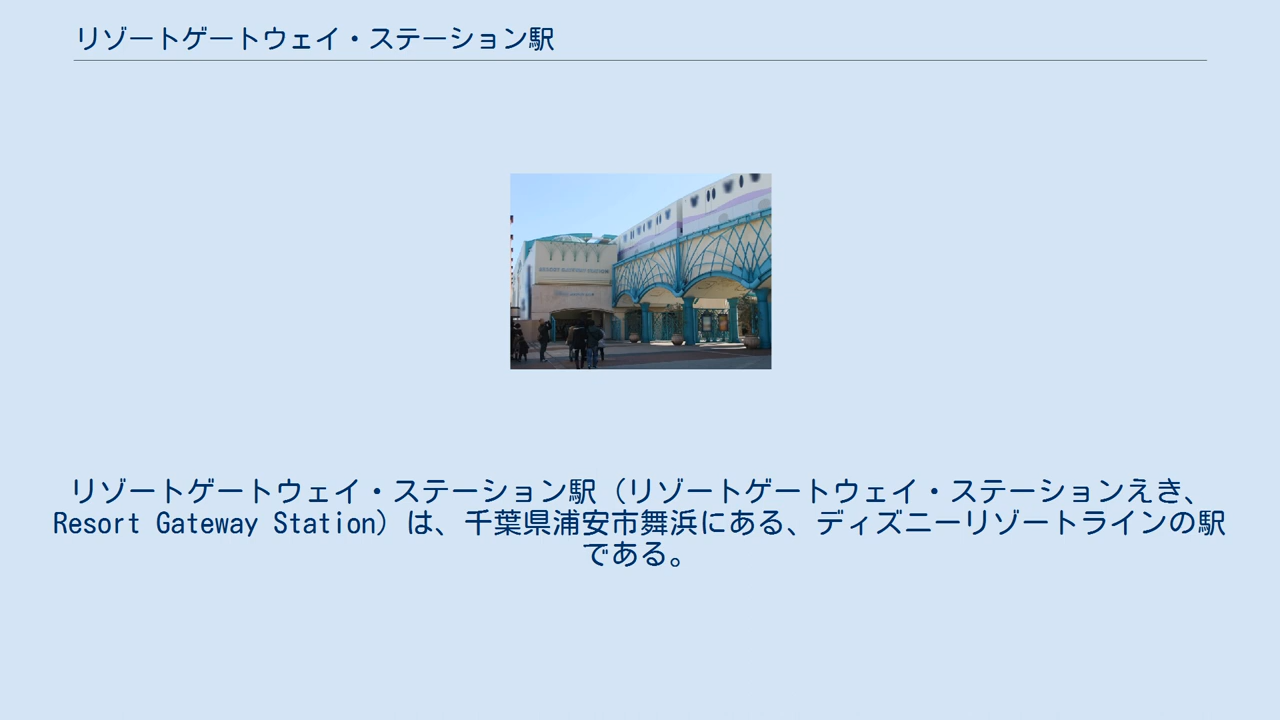 リゾートゲートウェイ・ステーション駅
RESORT GATEWAY STATION
リゾートゲートウェイ・ステーション駅（リゾートゲートウェイ・ステーションえき、
Resort Gateway Station）は、千葉県浦安市舞浜にある、ディズニーリゾートラインの駅
である。